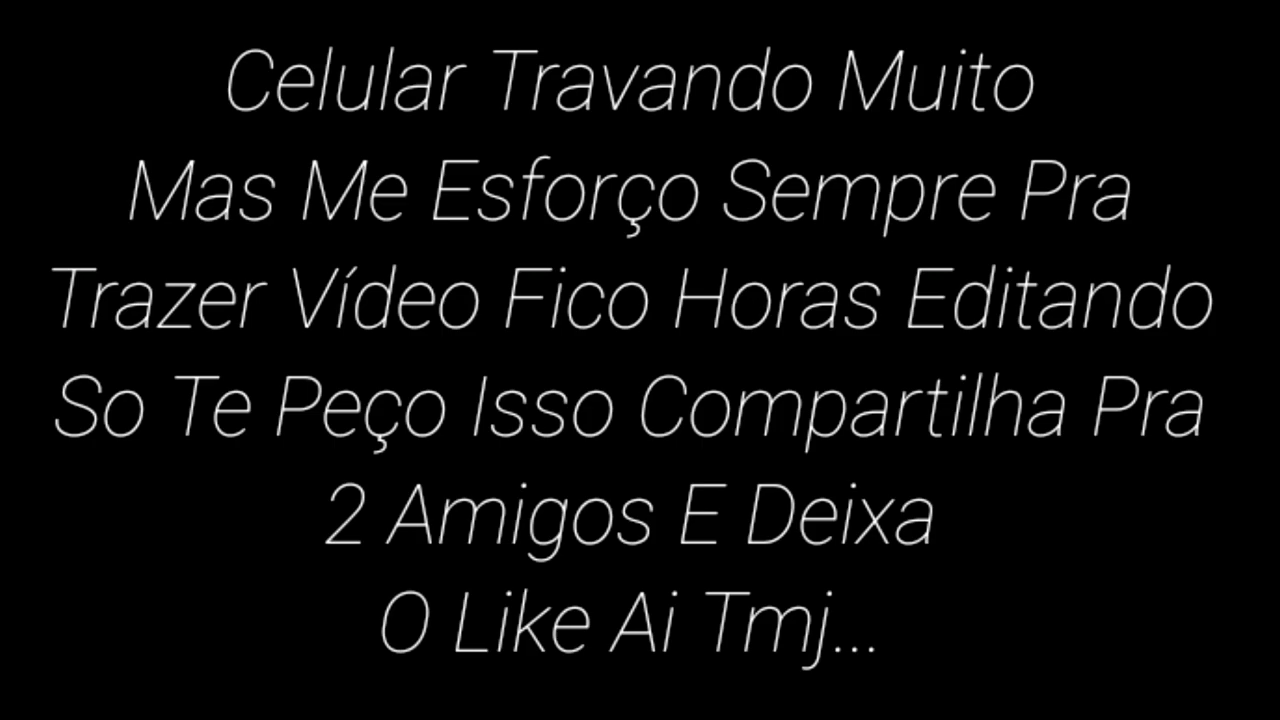 Celular Travando Muito
Mas Me Esforço Sempre Pra
Trazer Vídeo Fico Horas Editando
So Te Peço Isso Compartilha Pra
2 Amigos E Deixa
O Like Ai Tmj...